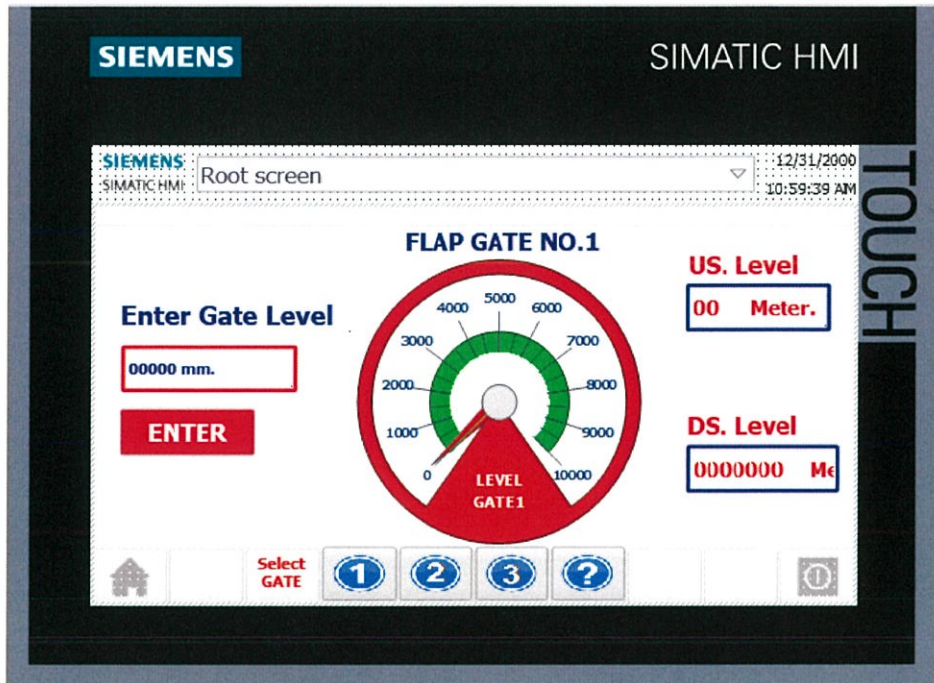 SIEMENS
SIMATIC HMI
TOUCH
SIEMENS
SIMATIC HMI
Root screen
12/31/2000
10:59:39 AM
FLAP GATE NO.1
Enter Gate Level
00000 mm.
ENTER
0
1000
2000
3000
4000
5000
6000
7000
8000
9000
10000
LEVEL
GATE1
US. Level
00 Meter.
DS. Level
0000000 Me
Select
GATE
1
2
3
?